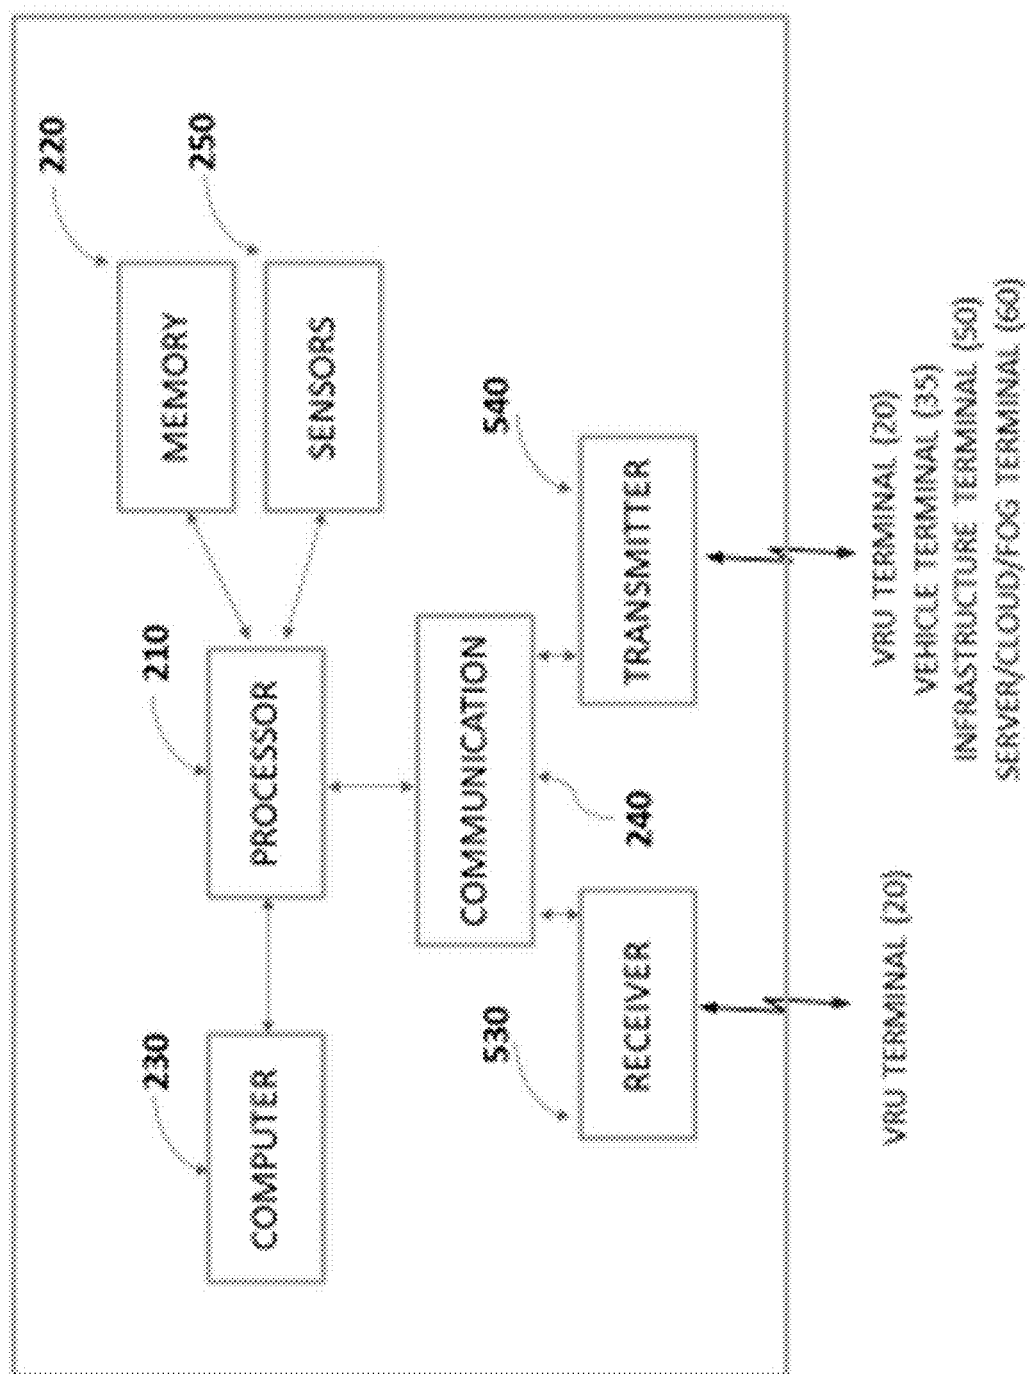 220
MEMORY
250
SENSORS
210
PROCESSOR
230
COMPUTER
COMMUNICATION
240
540
TRANSMITTER
530
RECEIVER
VRU TERMINAL (20)
VRU TERMINAL (20)
VEHICLE TERMINAL (35)
INFRASTRUCTURE TERMINAL (50)
SERVER/CLOUD/FOG TERMINAL (60)